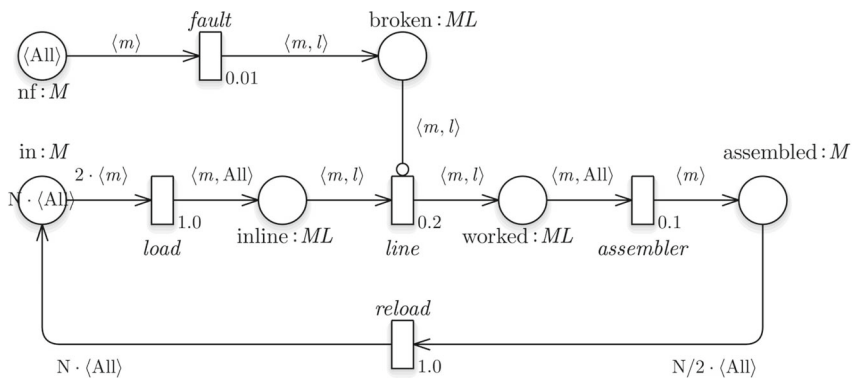 fault
broken : ML
⟨All⟩
⟨m⟩
⟨m, l⟩
0.01
nf : M
⟨m, l⟩
in : M
assembled : M
N · ⟨All⟩
2 · ⟨m⟩
⟨m, All⟩
⟨m, l⟩
⟨m, l⟩
⟨m, All⟩
⟨m⟩
1.0
0.2
0.1
load
inline : ML
line
worked : ML
assembler
reload
N · ⟨All⟩
1.0
N/2 · ⟨All⟩